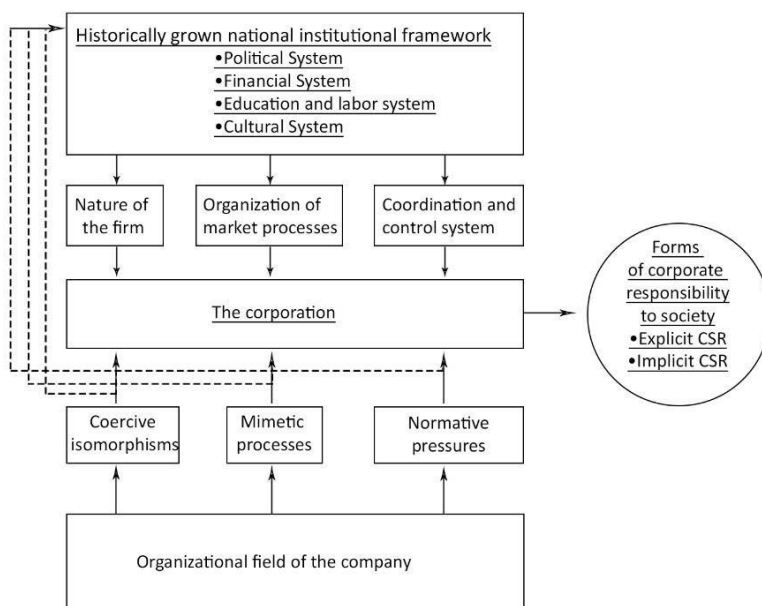 Historically grown national institutional framework
•Political System
•Financial System
•Education and labor system
•Cultural System
Nature of
the firm
Organization of
market processes
Coordination and
control system
The corporation
Forms
of corporate
responsibility
to society
•Explicit CSR
•Implicit CSR
Coercive
isomorphisms
Mimetic
processes
Normative
pressures
Organizational field of the company